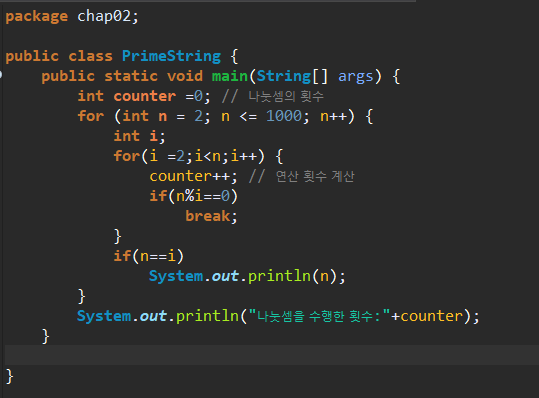 package chap02;
public class PrimeString {
public static void main(String[] args) {
int counter =0; // 나눗셈의 횟수
for (int n = 2; n <= 1000; n++) {
int i;
for(i =2;i<n;i++) {
counter++; // 연산 횟수 계산
if(n%i==0)
break;
}
if(n==i)
System.out.println(n);
}
System.out.println("나눗셈을 수행한 횟수:"+counter);
}
}